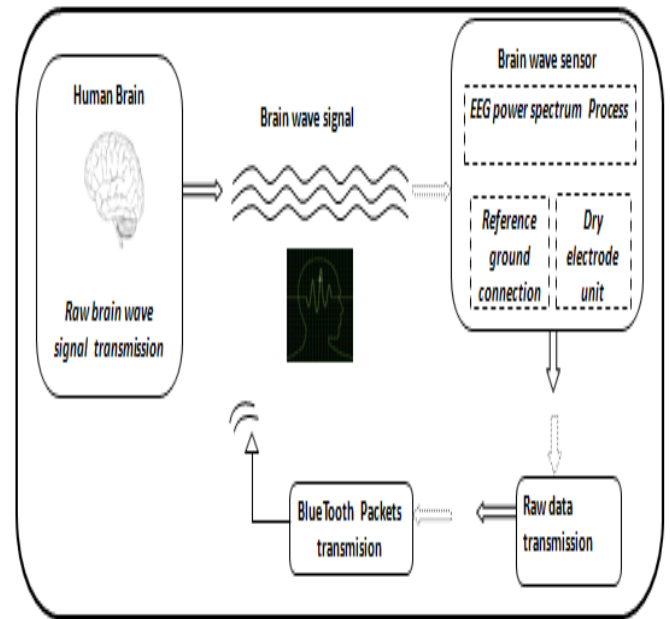 Human Brain
Raw brain wave
signal transmission
Brain wave signal
Brain wave sensor
EEG power spectrum Process
Reference
ground
connection
Dry
electrode
unit
Raw data
transmission
BlueTooth Packets
transmision